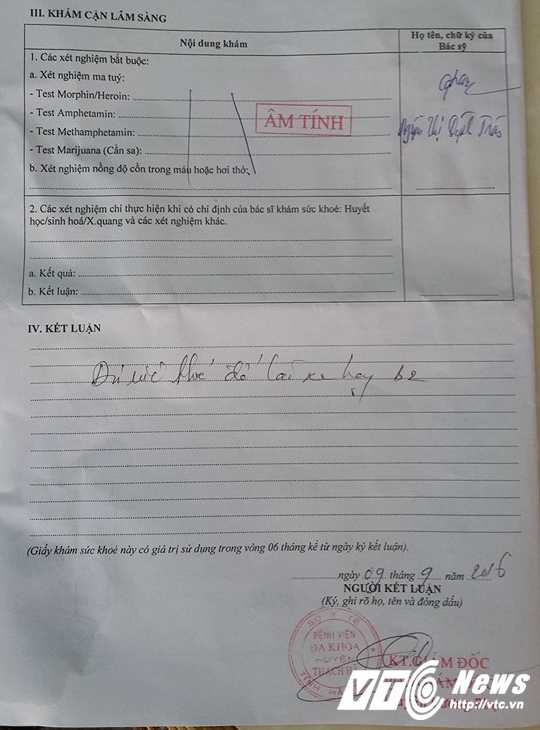 III. KHÁM CẬN LÂM SÀNG
Nội dung khám
Họ tên, chữ ký của
Bác sỹ
1. Các xét nghiệm bắt buộc:
a. Xét nghiệm ma tuý:
- Test Morphin/Heroin:
- Test Amphetamin:
- Test Methamphetamin:
- Test Marijuana (Cần sa):
b. Xét nghiệm nồng độ cồn trong máu hoặc hơi thở:
ÂM TÍNH
Nguyễn Thị
2. Các xét nghiệm chỉ thực hiện khi có chỉ định của bác sĩ khám sức khoẻ: Huyết
học/sinh hoá/X.quang và các xét nghiệm khác.
a. Kết quả:
b. Kết luận:
IV. KẾT LUẬN
Đủ sức khoẻ để lái xe hạng b2
(Giấy khám sức khoẻ này có giá trị sử dụng trong vòng 06 tháng kể từ ngày ký kết luận).
ngày 09 tháng 9 năm 2016
NGƯỜI KẾT LUẬN
(Ký, ghi rõ họ, tên và đóng dấu)
SỞ Y TẾ
BỆNH VIỆN
ĐA KHOA
HUYỆN
KT.GIÁM ĐỐC
VTC News
http://vtc.vn